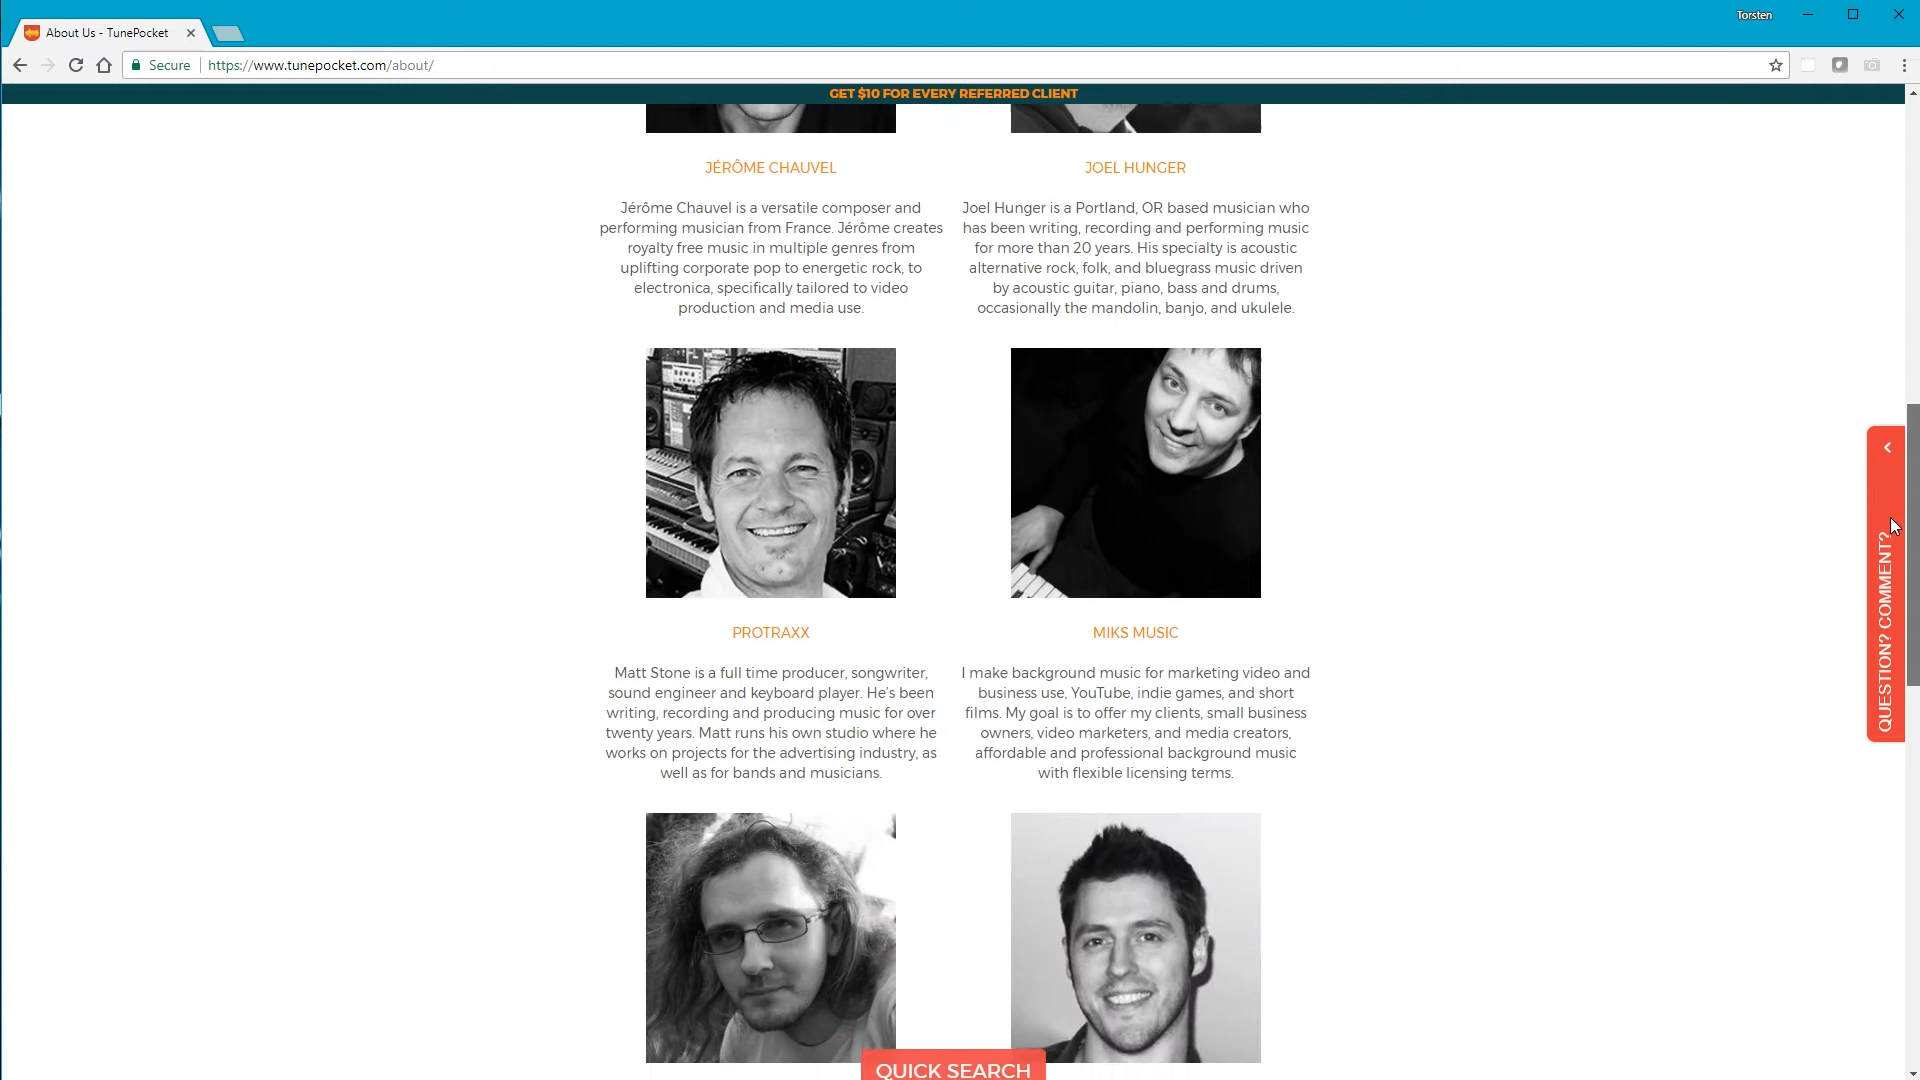 Torsten
About Us - TunePocket
Secure
https://www.tunepocket.com/about/
GET $10 FOR EVERY REFERRED CLIENT
JÉRÔME CHAUVEL
Jérôme Chauvel is a versatile composer and
performing musician from France. Jérôme creates
royalty free music in multiple genres from
uplifting corporate pop to energetic rock, to
electronica, specifically tailored to video
production and media use.
JOEL HUNGER
Joel Hunger is a Portland, OR based musician who
has been writing, recording and performing music
for more than 20 years. His specialty is acoustic
alternative rock, folk, and bluegrass music driven
by acoustic guitar, piano, bass and drums,
occasionally the mandolin, banjo, and ukulele.
PROTRAXX
Matt Stone is a full time producer, songwriter,
sound engineer and keyboard player. He's been
writing, recording and producing music for over
twenty years. Matt runs his own studio where he
works on projects for the advertising industry, as
well as for bands and musicians.
MIKS MUSIC
I make background music for marketing video and
business use, YouTube, indie games, and short
films. My goal is to offer my clients, small business
owners, video marketers, and media creators,
affordable and professional background music
with flexible licensing terms.
QUESTION? COMMENT?
QUICK SEARCH